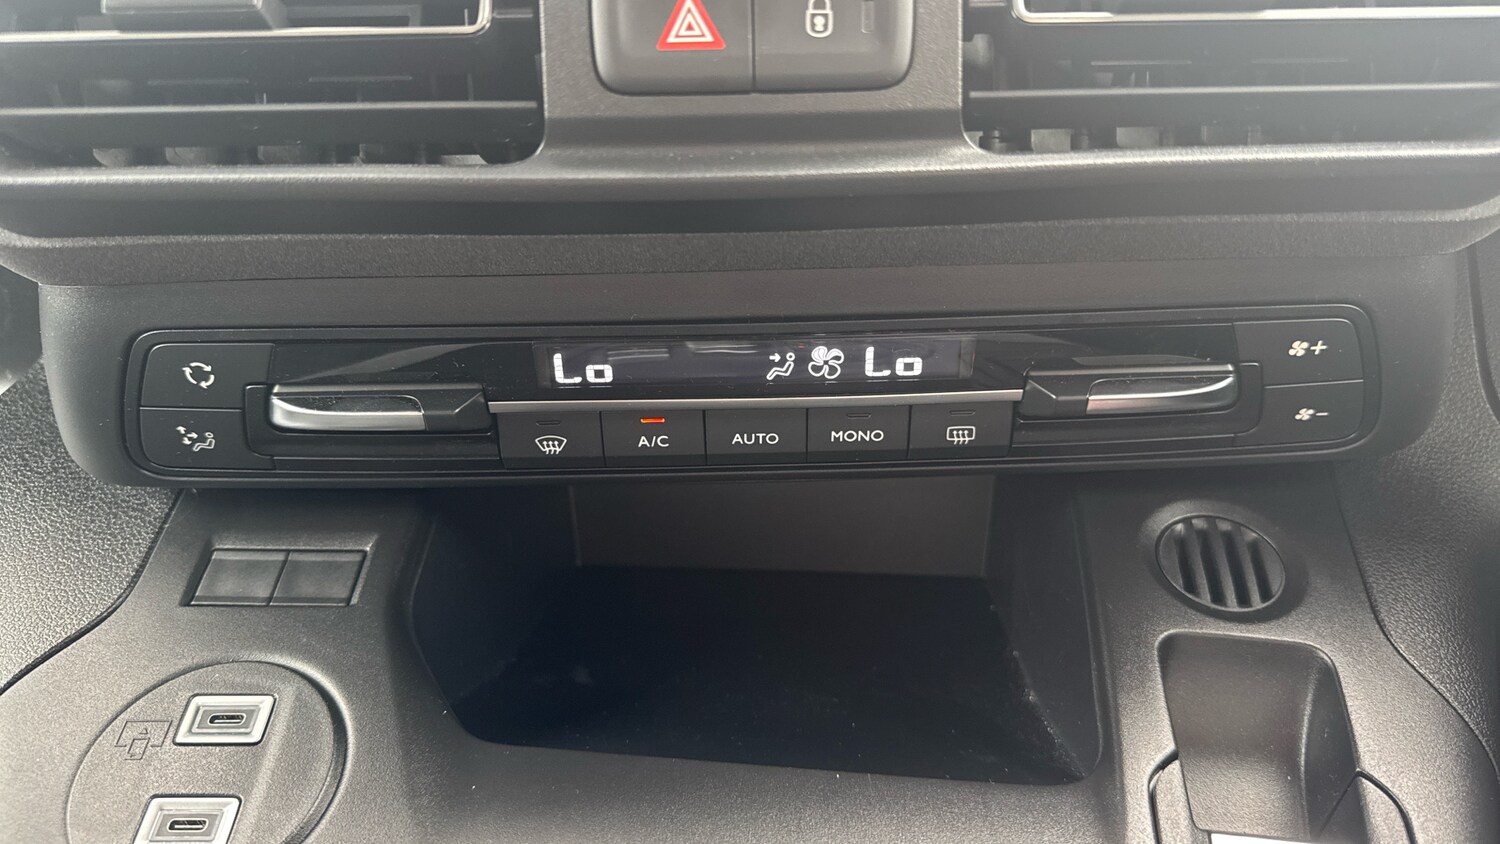 Lo Lo
A/C AUTO MONO
+
-